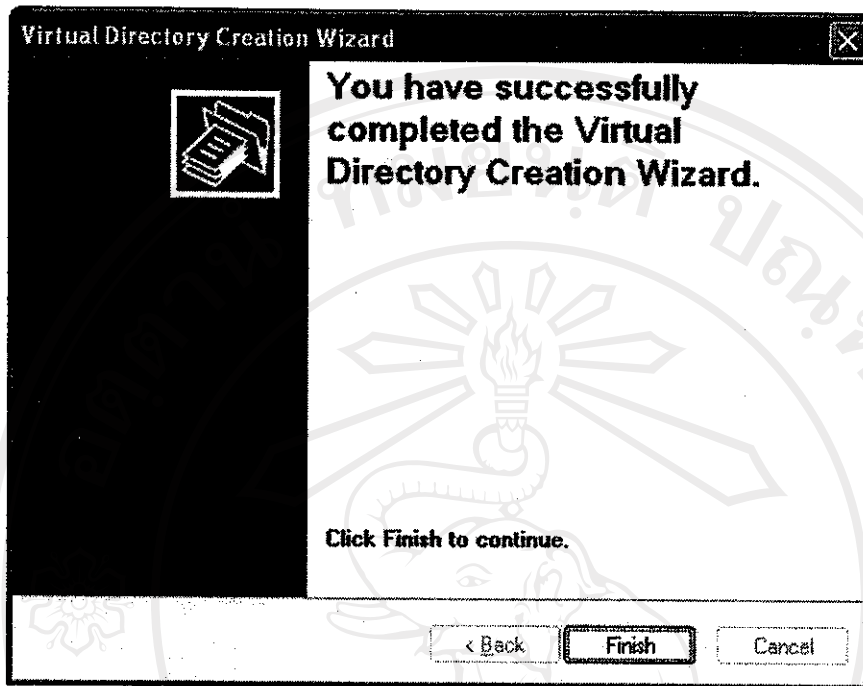 Virtual Directory Creation Wizard
You have successfully
completed the Virtual
Directory Creation Wizard.
Click Finish to continue.
< Back
Finish
Cancel